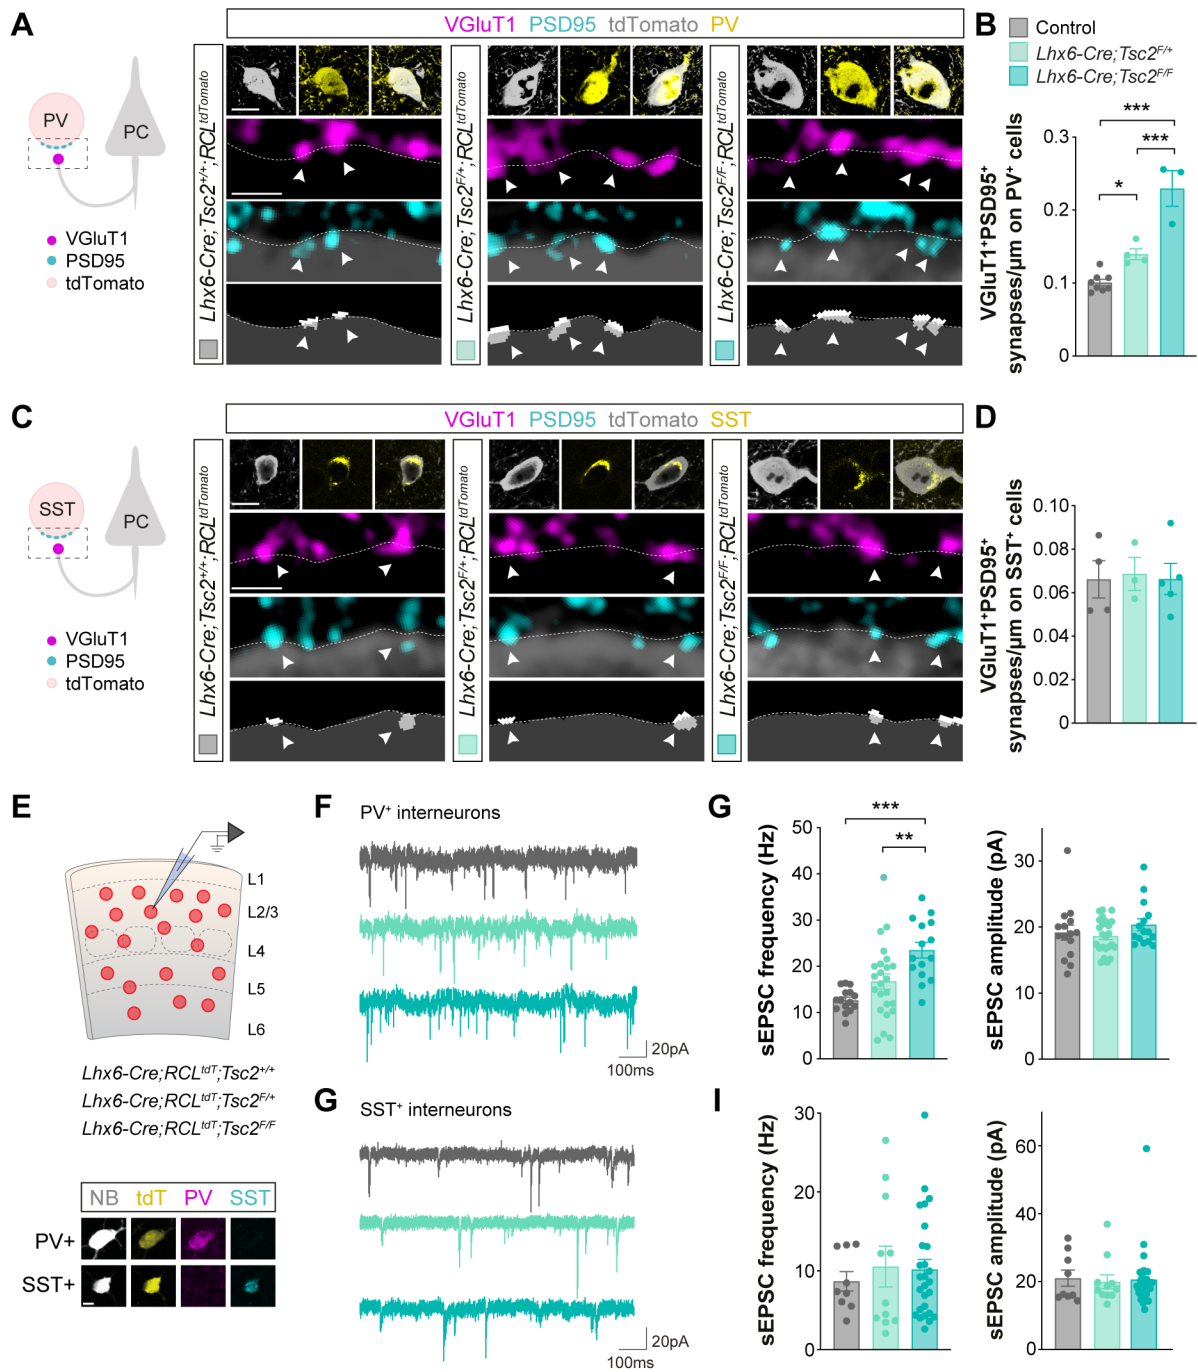 A
VGluT1 PSD95 tdTomato PV
PV
PC
VGluT1
PSD95
tdTomato
Lhx6-Cre;Tsc2+/+;RCLtdTomato
Lhx6-Cre;Tsc2F/+;RCLtdTomato
Lhx6-Cre;Tsc2F/F;RCLtdTomato
B
Control
Lhx6-Cre;Tsc2F/+
Lhx6-Cre;Tsc2F/F
VGluT1+PSD95+
synapses/μm on PV+ cells
***
***
*
0.3
0.2
0.1
0
C
VGluT1 PSD95 tdTomato SST
SST
PC
VGluT1
PSD95
tdTomato
Lhx6-Cre;Tsc2+/+;RCLtdTomato
Lhx6-Cre;Tsc2F/+;RCLtdTomato
Lhx6-Cre;Tsc2F/F;RCLtdTomato
D
VGluT1+PSD95+
synapses/μm on SST+ cells
0.10
0.08
0.06
0.04
0.02
0
E
L1
L2/3
L4
L5
L6
Lhx6-Cre;RCLtdT;Tsc2+/+
Lhx6-Cre;RCLtdT;Tsc2F/+
Lhx6-Cre;RCLtdT;Tsc2F/F
NB tdT PV SST
PV+
SST+
F
PV+ interneurons
20pA
100ms
G
sEPSC frequency (Hz)
***
**
50
40
30
20
10
0
sEPSC amplitude (pA)
30
20
10
0
G
SST+ interneurons
20pA
100ms
I
sEPSC frequency (Hz)
30
20
10
0
sEPSC amplitude (pA)
60
40
20
0